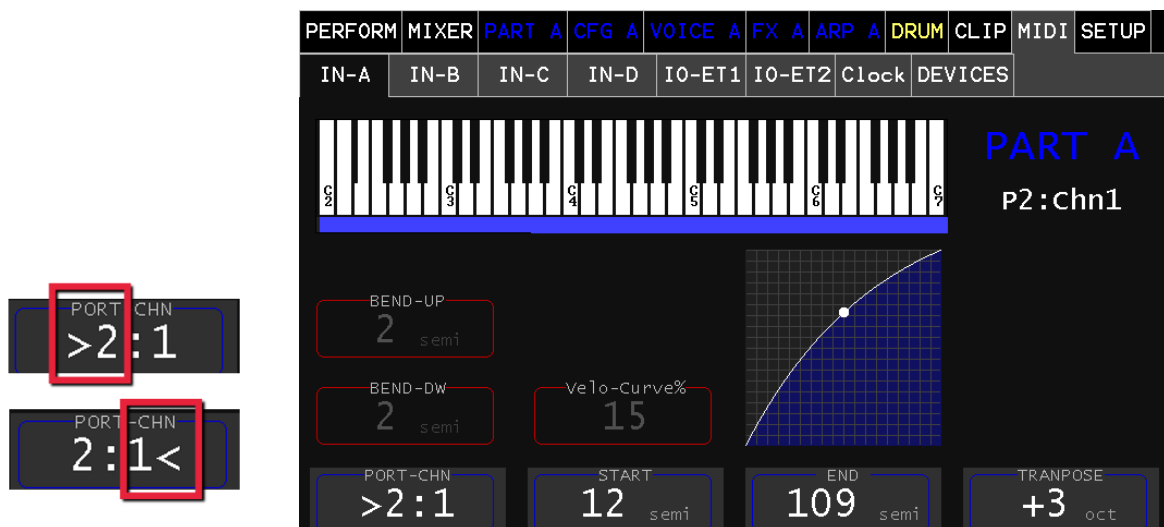 PERFORM MIXER PART A CFG A VOICE A FX A ARP A DRUM CLIP MIDI SETUP
IN-A IN-B IN-C IN-D IO-ET1 IO-ET2 Clock DEVICES
C2 C3 C4 C5 C6 C7
PART A
P2:Chn1
BEND-UP
2 semi
BEND-DW
2 semi
Velo-Curve%
15
PORT-CHN
>2:1
START
12 semi
END
109 semi
TRANPOSE
+3 oct
PORT-CHN
>2:1
PORT-CHN
2:1<